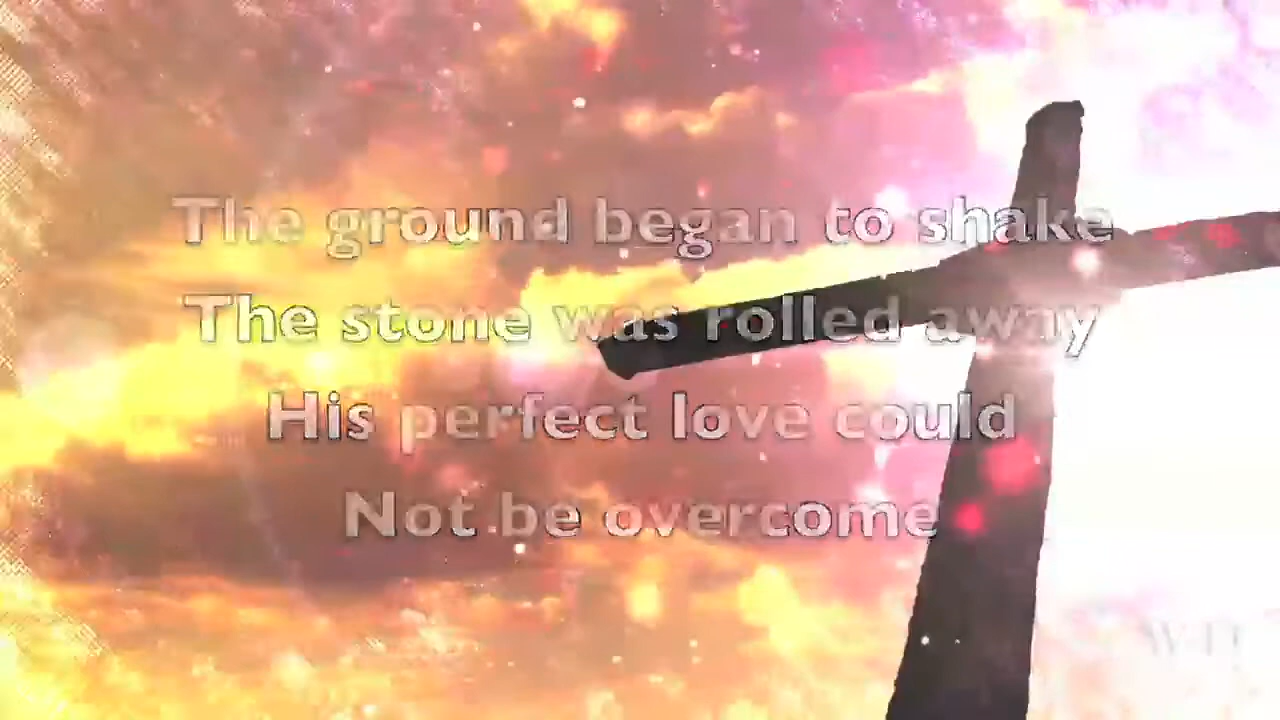 The ground began to shake
The stone was rolled away
His perfect love could
Not be overcome